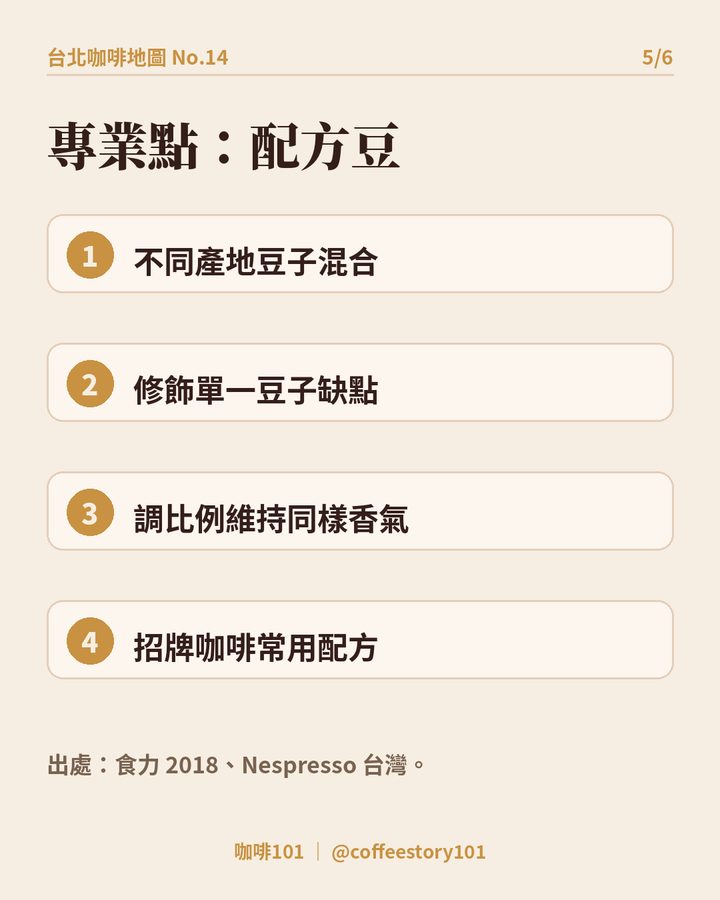 台北咖啡地圖 No.14
5/6
專業點：配方豆
1 不同產地豆子混合
2 修飾單一豆子缺點
3 調比例維持同樣香氣
4 招牌咖啡常用配方
出處：食力 2018、Nespresso 台灣。
咖啡101｜@coffeestory101